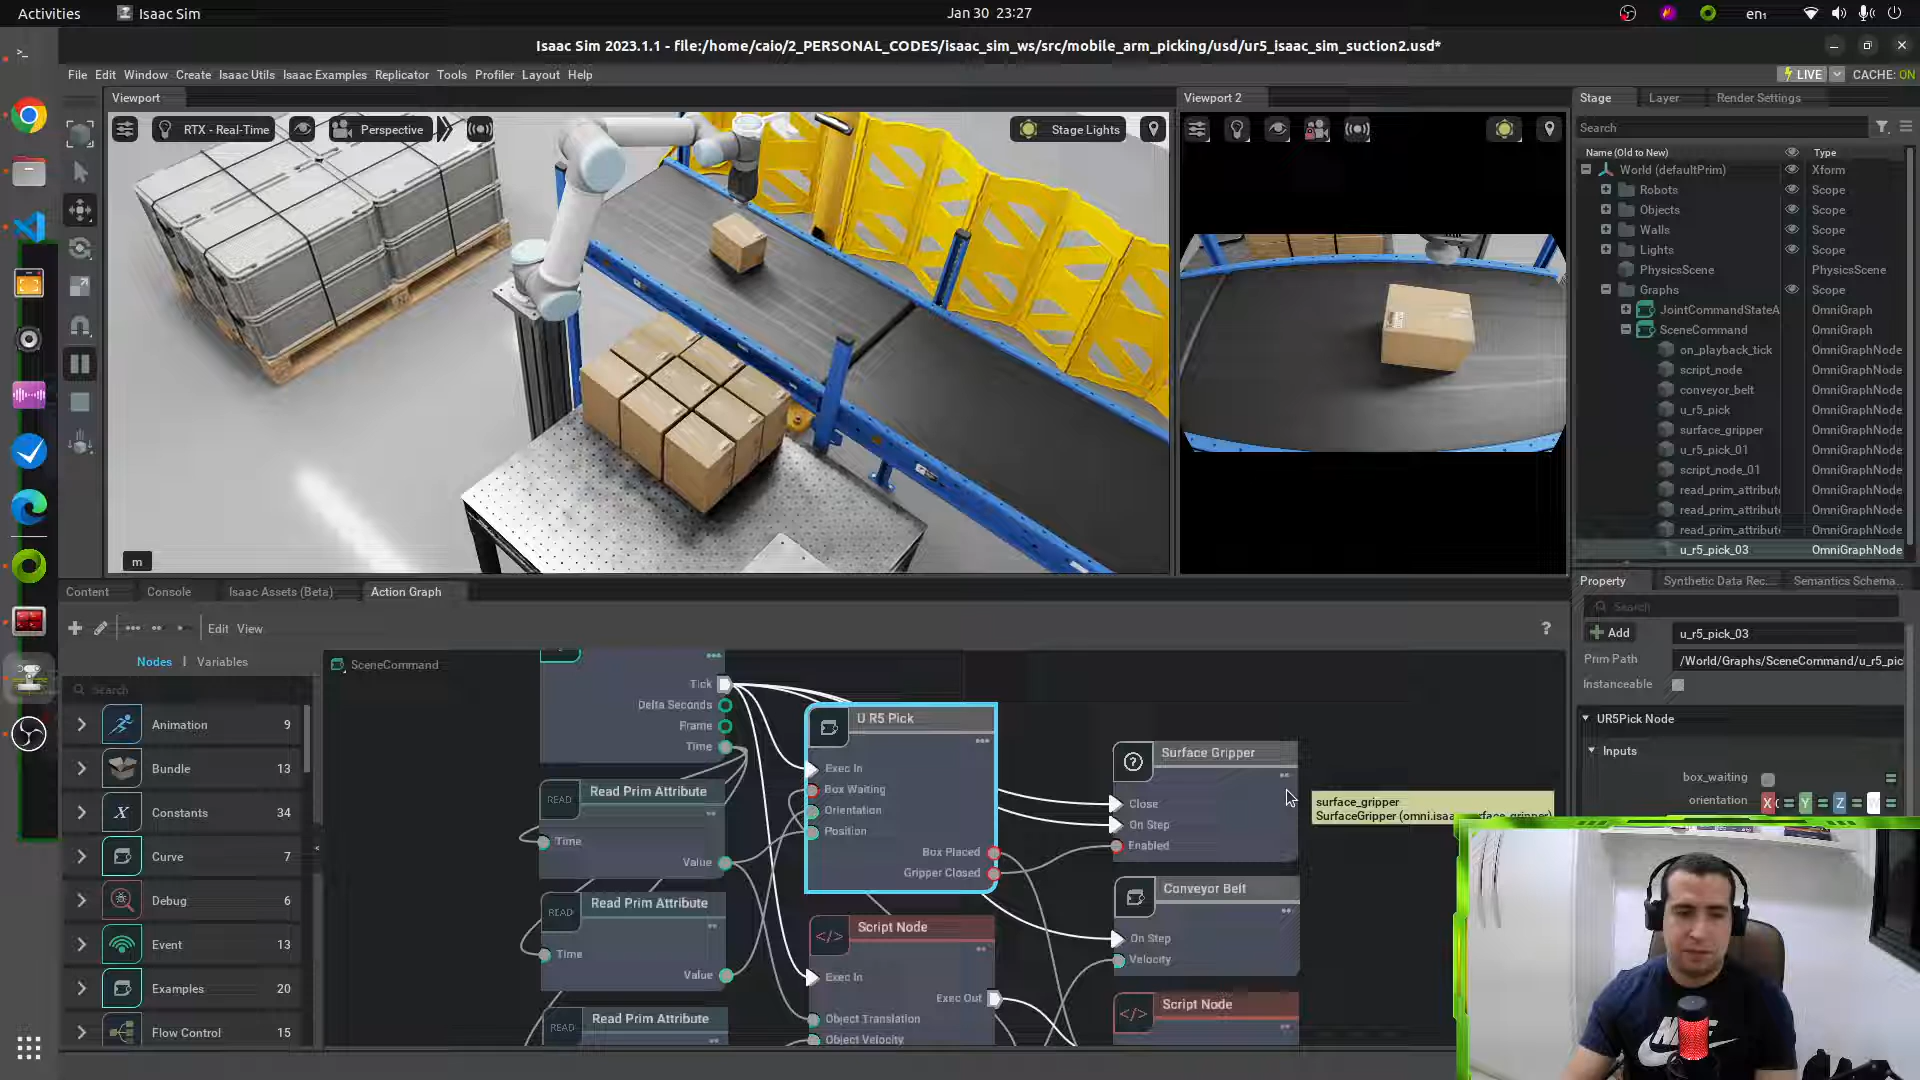 Activities
Isaac Sim
Jan 30 23:27
en₁
Isaac Sim 2023.1.1 - file:/home/caio/2_PERSONAL_CODES/isaac_sim_ws/src/mobile_arm_picking/usd/ur5_isaac_sim_suction2.usd*
File Edit Window Create Isaac Utils Isaac Examples Replicator Tools Profiler Layout Help
LIVE
CACHE: ON
Viewport
Viewport 2
Stage Layer Render Settings
RTX - Real-Time
Perspective
Stage Lights
Search
Name (Old to New) Type
World (defaultPrim) Xform
Robots Scope
Objects Scope
Walls Scope
Lights Scope
PhysicsScene PhysicsScene
Graphs Scope
JointCommandStateA OmniGraph
SceneCommand OmniGraph
on_playback_tick OmniGraphNode
script_node OmniGraphNode
conveyor_belt OmniGraphNode
u_r5_pick OmniGraphNode
surface_gripper OmniGraphNode
u_r5_pick_01 OmniGraphNode
script_node_01 OmniGraphNode
read_prim_attribut OmniGraphNode
read_prim_attribut OmniGraphNode
read_prim_attribut OmniGraphNode
u_r5_pick_03 OmniGraphNode
m
Content Console Isaac Assets (Beta) Action Graph
Edit View
?
Nodes | Variables
Search
Animation 9
Bundle 13
Constants 34
Curve 7
Debug 6
Event 13
Examples 20
Flow Control 15
SceneCommand
Tick
Delta Seconds
Frame
Time
READ
Read Prim Attribute
Time
Value
READ
Read Prim Attribute
Time
Value
READ
Read Prim Attribute
U R5 Pick
Exec In
Box Waiting
Orientation
Position
Box Placed
Gripper Closed
Script Node
Exec In
Exec Out
Object Translation
Object Velocity
Surface Gripper
Close
On Step
Enabled
surface_gripper
Conveyor Belt
On Step
Velocity
Script Node
Property Synthetic Data Rec... Semantics Schema...
Search
Add u_r5_pick_03
Prim Path /World/Graphs/SceneCommand/u_r5_pic
Instanceable
UR5Pick Node
Inputs
box_waiting
orientation X Y Z W
NIKE